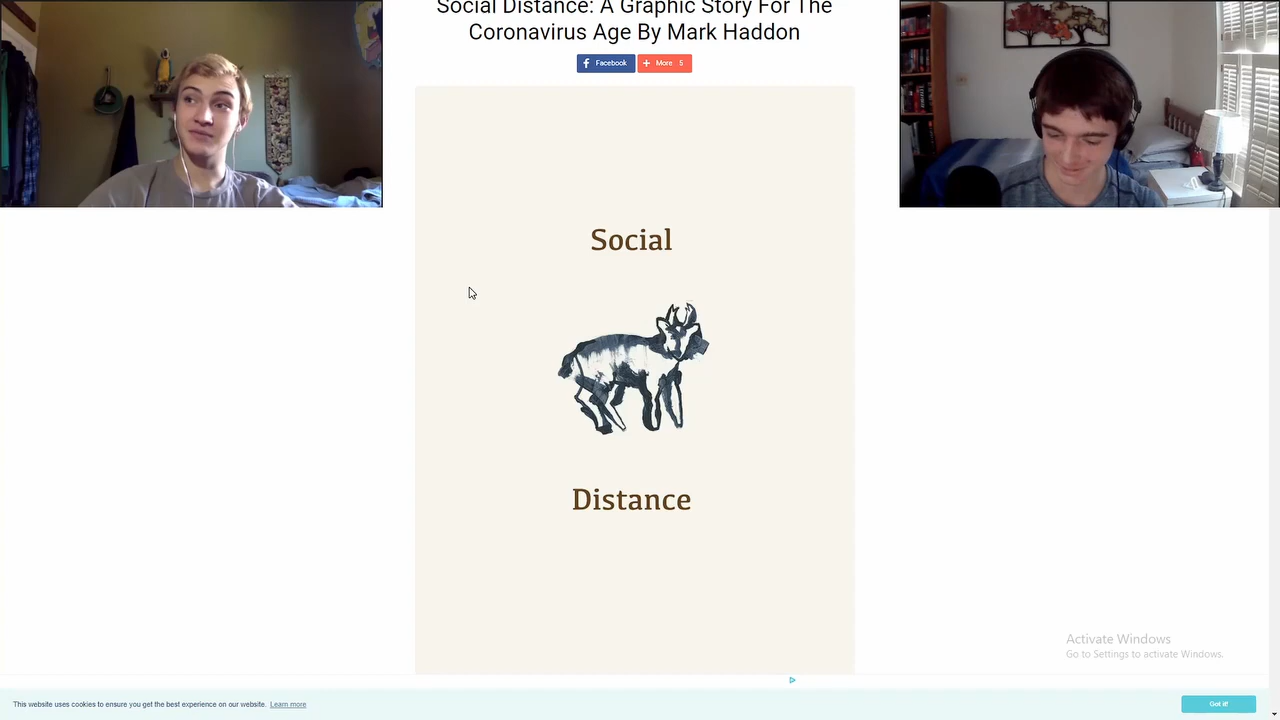 Social Distance: A Graphic Story For The
Coronavirus Age By Mark Haddon
Facebook
More 5
Social
Distance
Activate Windows
Go to Settings to activate Windows.
This website uses cookies to ensure you get the best experience on our website. Learn more
Got it!